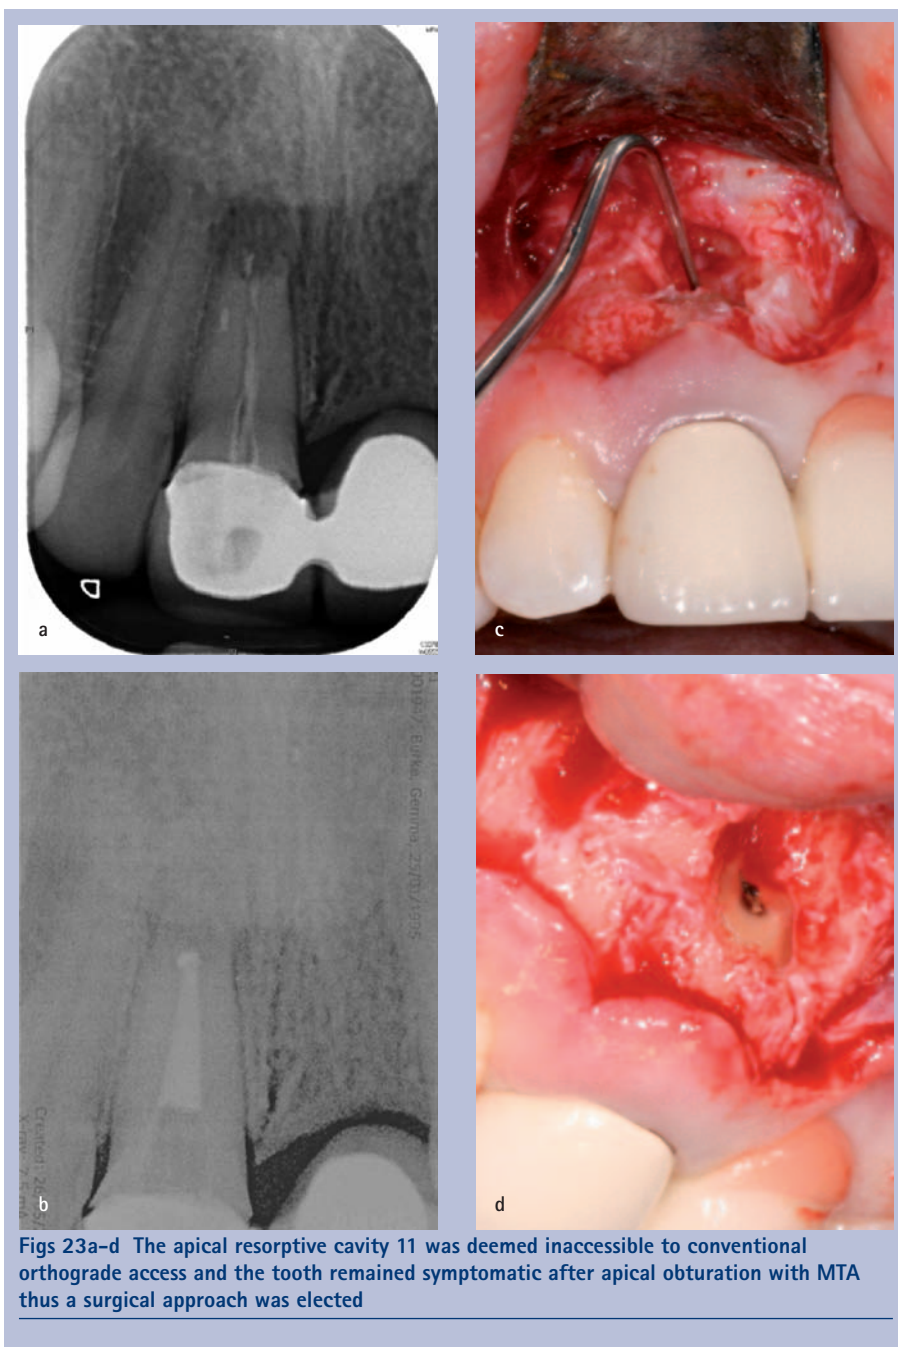 a
c
b
d
Figs 23a-d The apical resorptive cavity 11 was deemed inaccessible to conventional
orthograde access and the tooth remained symptomatic after apical obturation with MTA
thus a surgical approach was elected